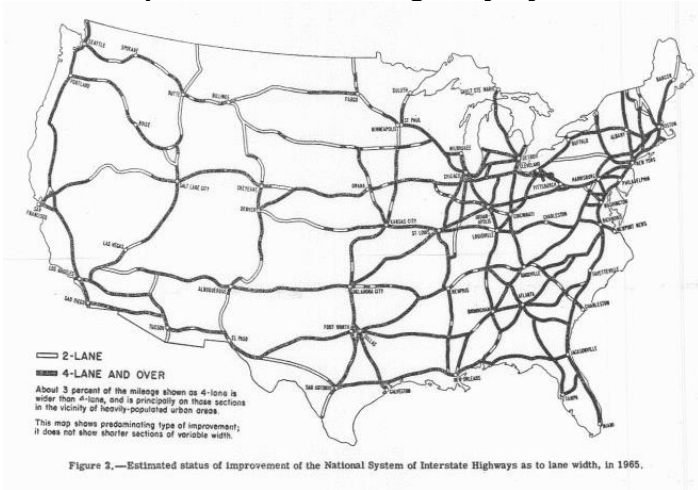 SEATTLE
SPOKANE
PORTLAND
BUTTE
BILLINGS
FARGO
DULUTH
SAULT STE. MARIE
BANGOR
BOISE
MINNEAPOLIS
ST. PAUL
MILWAUKEE
DETROIT
BUFFALO
ALBANY
BOSTON
CHICAGO
CLEVELAND
NEW YORK
SALT LAKE CITY
CHEYENNE
OMAHA
PITTSBURGH
HARRISBURG
PHILADELPHIA
SAN FRANCISCO
DENVER
KANSAS CITY
ST. LOUIS
INDIAN-APOLIS
CINCINNATI
CHARLESTON
WASHINGTON
RICHMOND
LOUISVILLE
NEWPORT NEWS
LAS VEGAS
LOS ANGELES
ALBUQUERQUE
OKLAHOMA CITY
MEMPHIS
KNOXVILLE
FAYETTEVILLE
SAN DIEGO
BIRMINGHAM
ATLANTA
CHARLESTON
TUCSON
EL PASO
FORT WORTH
DALLAS
JACKSONVILLE
SAN ANTONIO
GALVESTON
NEW ORLEANS
TAMPA
MIAMI
2-LANE
4-LANE AND OVER
About 3 percent of the mileage shown as 4-lane is
wider than 4-lane, and is principally on those sections
in the vicinity of heavily-populated urban areas.
This map shows predominating type of improvement;
it does not show shorter sections of variable width.
Figure 3.—Estimated status of improvement of the National System of Interstate Highways as to lane width, in 1965.